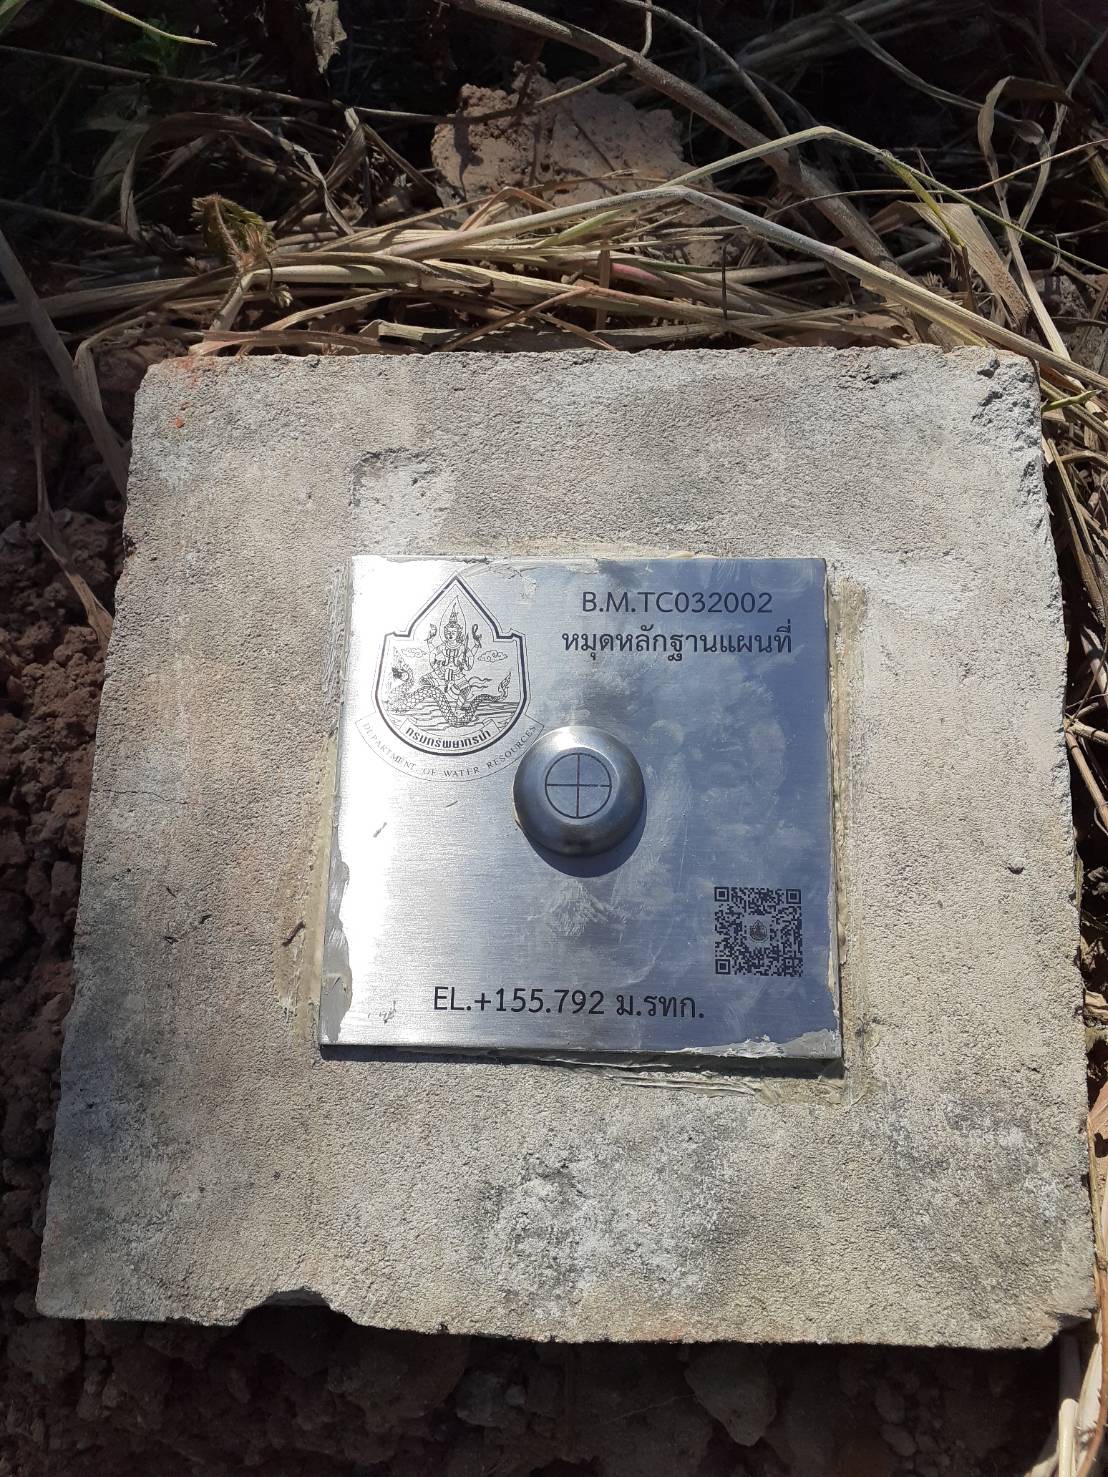 B.M.TC032002
หมุดหลักฐานแผนที่
กรมทรัพยากรน้ำ
DEPARTMENT OF WATER RESOURCES
EL.+155.792 ม.รทก.